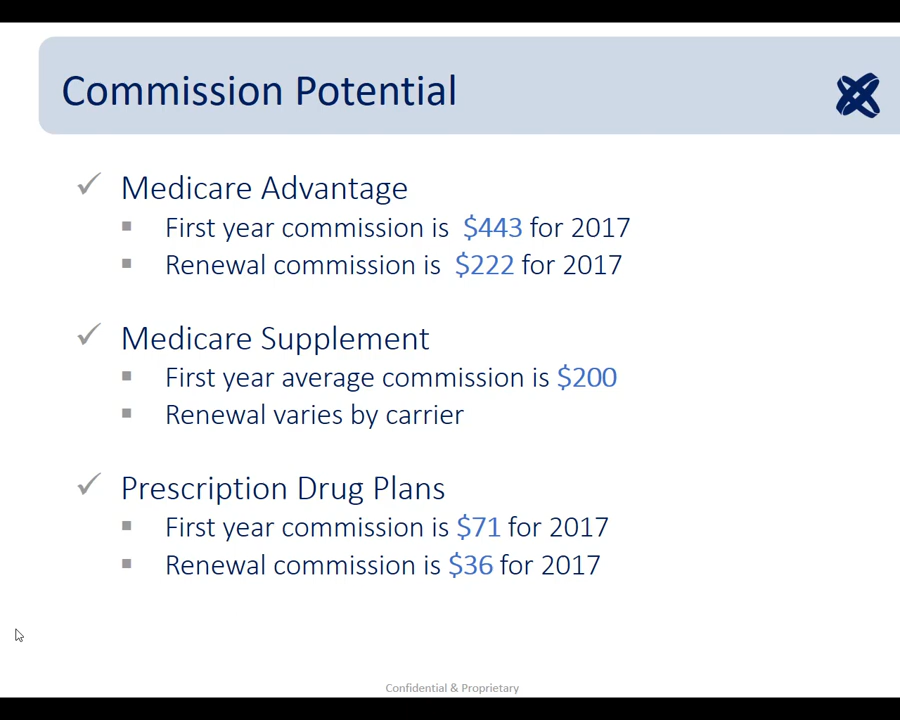 Commission Potential
Medicare Advantage
First year commission is $443 for 2017
Renewal commission is $222 for 2017
Medicare Supplement
First year average commission is $200
Renewal varies by carrier
Prescription Drug Plans
First year commission is $71 for 2017
Renewal commission is $36 for 2017
Confidential & Proprietary